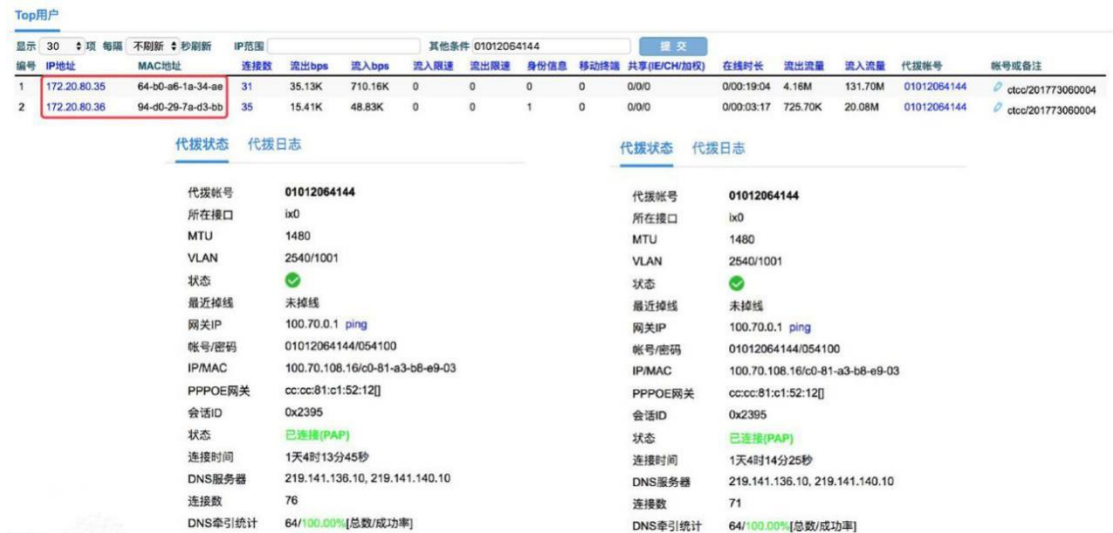 Top用户
显示 30 项 每隔 不刷新 秒刷新 IP范围 其他条件 01012064144 提 交
编号 IP地址 MAC地址 连接数 流出bps 流入bps 流入限速 流出限速 身份信息 移动终端 共享(IE/CH/加权) 在线时长 流出流量 流入流量 代拨帐号 帐号或备注
1 172.20.80.35 64-b0-a6-1a-34-ae 31 35.13K 710.16K 0 0 0 0 0/0/0 0/00:19:04 4.16M 131.70M 01012064144 ctcc/201773060004
2 172.20.80.36 94-d0-29-7a-d3-bb 35 15.41K 48.83K 0 0 1 0 0/0/0 0/00:03:17 725.70K 20.08M 01012064144 ctcc/201773060004
代拨状态 代拨日志
代拨帐号 01012064144
所在接口 ix0
MTU 1480
VLAN 2540/1001
状态
最近掉线 未掉线
网关IP 100.70.0.1 ping
帐号/密码 01012064144/054100
IP/MAC 100.70.108.16/c0-81-a3-b8-e9-03
PPPOE网关 cc:cc:81:c1:52:12[]
会话ID 0x2395
状态 已连接(PAP)
连接时间 1天4时13分45秒
DNS服务器 219.141.136.10, 219.141.140.10
连接数 76
DNS牵引统计 64/100.00%[总数/成功率]
代拨状态 代拨日志
代拨帐号 01012064144
所在接口 ix0
MTU 1480
VLAN 2540/1001
状态
最近掉线 未掉线
网关IP 100.70.0.1 ping
帐号/密码 01012064144/054100
IP/MAC 100.70.108.16/c0-81-a3-b8-e9-03
PPPOE网关 cc:cc:81:c1:52:12[]
会话ID 0x2395
状态 已连接(PAP)
连接时间 1天4时14分25秒
DNS服务器 219.141.136.10, 219.141.140.10
连接数 71
DNS牵引统计 64/100.00%[总数/成功率]